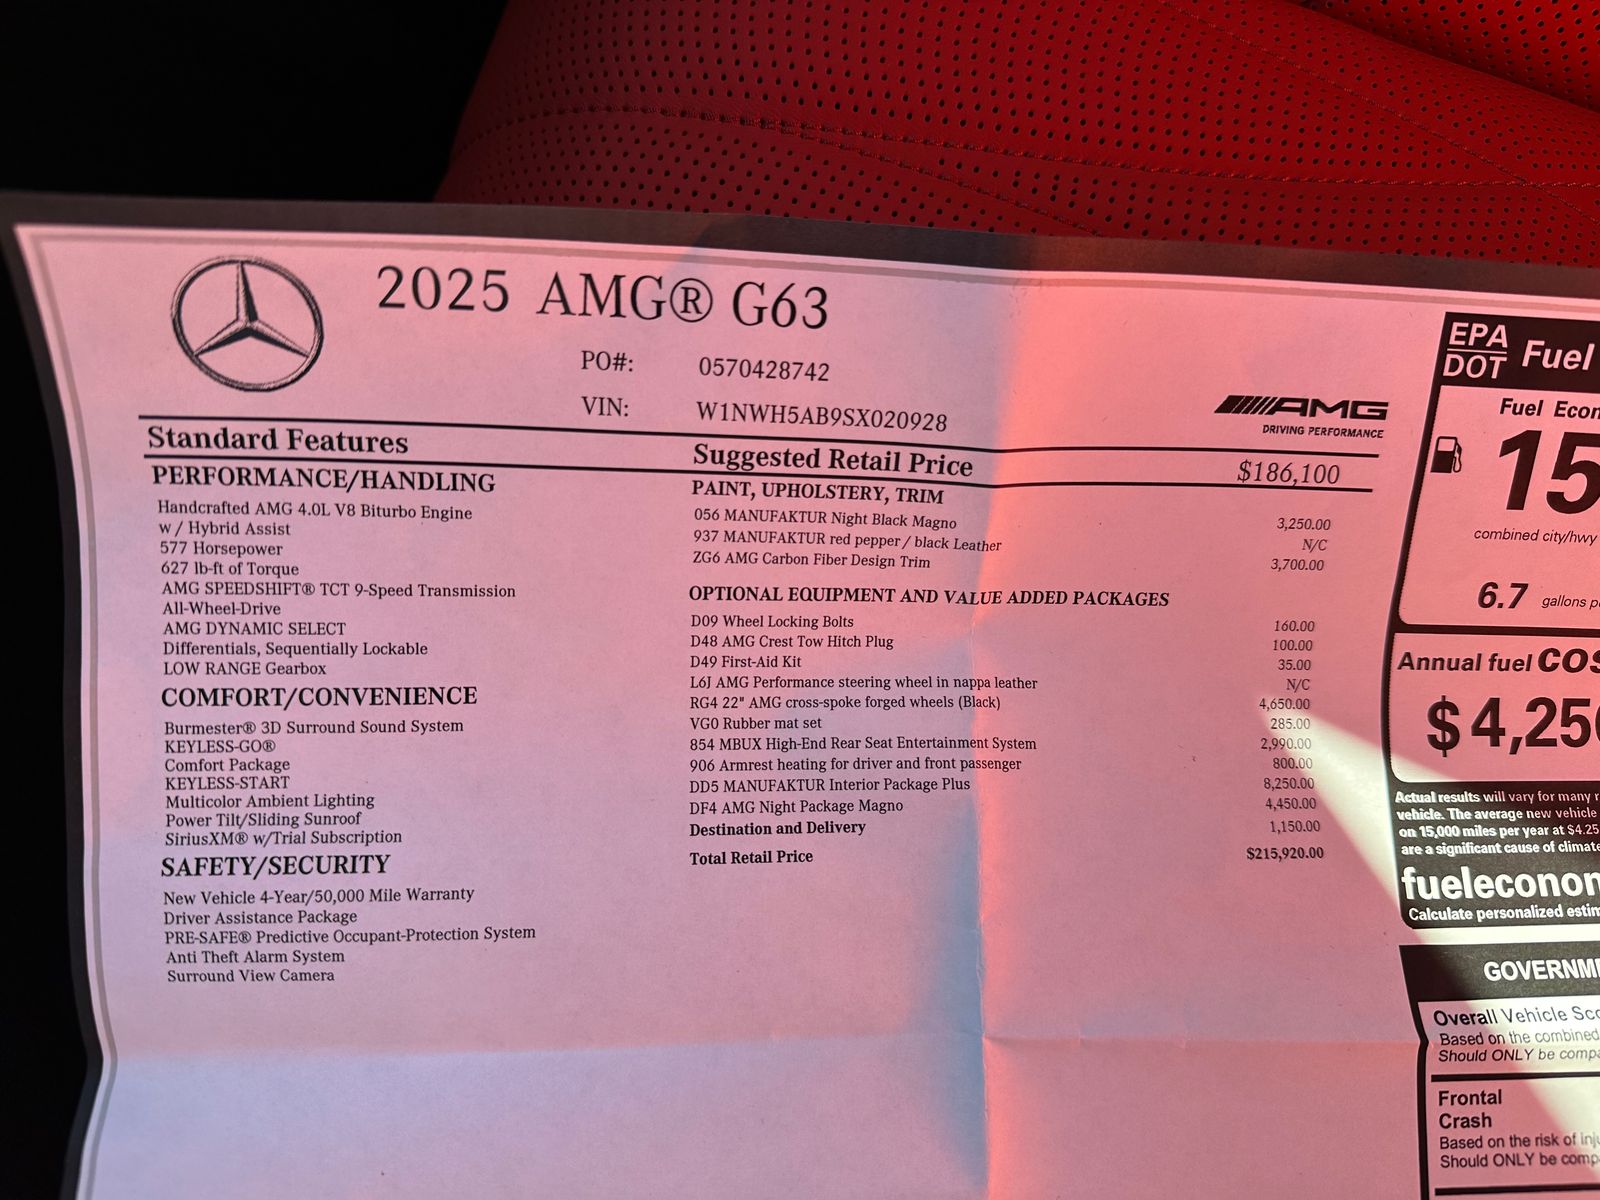 2025 AMG® G63
PO#: 0570428742
VIN: W1NWH5AB9SX020928
AMG
DRIVING PERFORMANCE
Standard Features
PERFORMANCE/HANDLING
Handcrafted AMG 4.0L V8 Biturbo Engine
w / Hybrid Assist
577 Horsepower
627 lb-ft of Torque
AMG SPEEDSHIFT® TCT 9-Speed Transmission
All-Wheel-Drive
AMG DYNAMIC SELECT
Differentials, Sequentially Lockable
LOW RANGE Gearbox
COMFORT/CONVENIENCE
Burmester® 3D Surround Sound System
KEYLESS-GO®
Comfort Package
KEYLESS-START
Multicolor Ambient Lighting
Power Tilt/Sliding Sunroof
SiriusXM® w/Trial Subscription
SAFETY/SECURITY
New Vehicle 4-Year/50,000 Mile Warranty
Driver Assistance Package
PRE-SAFE® Predictive Occupant-Protection System
Anti Theft Alarm System
Surround View Camera
Suggested Retail Price $186,100
PAINT, UPHOLSTERY, TRIM
056 MANUFAKTUR Night Black Magno 3,250.00
937 MANUFAKTUR red pepper / black Leather N/C
ZG6 AMG Carbon Fiber Design Trim 3,700.00
OPTIONAL EQUIPMENT AND VALUE ADDED PACKAGES
D09 Wheel Locking Bolts 160.00
D48 AMG Crest Tow Hitch Plug 100.00
D49 First-Aid Kit 35.00
L6J AMG Performance steering wheel in nappa leather N/C
RG4 22" AMG cross-spoke forged wheels (Black) 4,650.00
VG0 Rubber mat set 285.00
854 MBUX High-End Rear Seat Entertainment System 2,990.00
906 Armrest heating for driver and front passenger 800.00
DD5 MANUFAKTUR Interior Package Plus 8,250.00
DF4 AMG Night Package Magno 4,450.00
Destination and Delivery 1,150.00
Total Retail Price $215,920.00
EPA
DOT Fuel
Fuel Econ
15
combined city/hwy
6.7 gallons p
Annual fuel COS
$4,250
Actual results will vary for many r
vehicle. The average new vehicle
on 15,000 miles per year at $4.25
are a significant cause of climate
fueleconom
Calculate personalized estim
GOVERNME
Overall Vehicle Sco
Based on the combined
Should ONLY be compa
Frontal
Crash
Based on the risk of inju
Should ONLY be compa